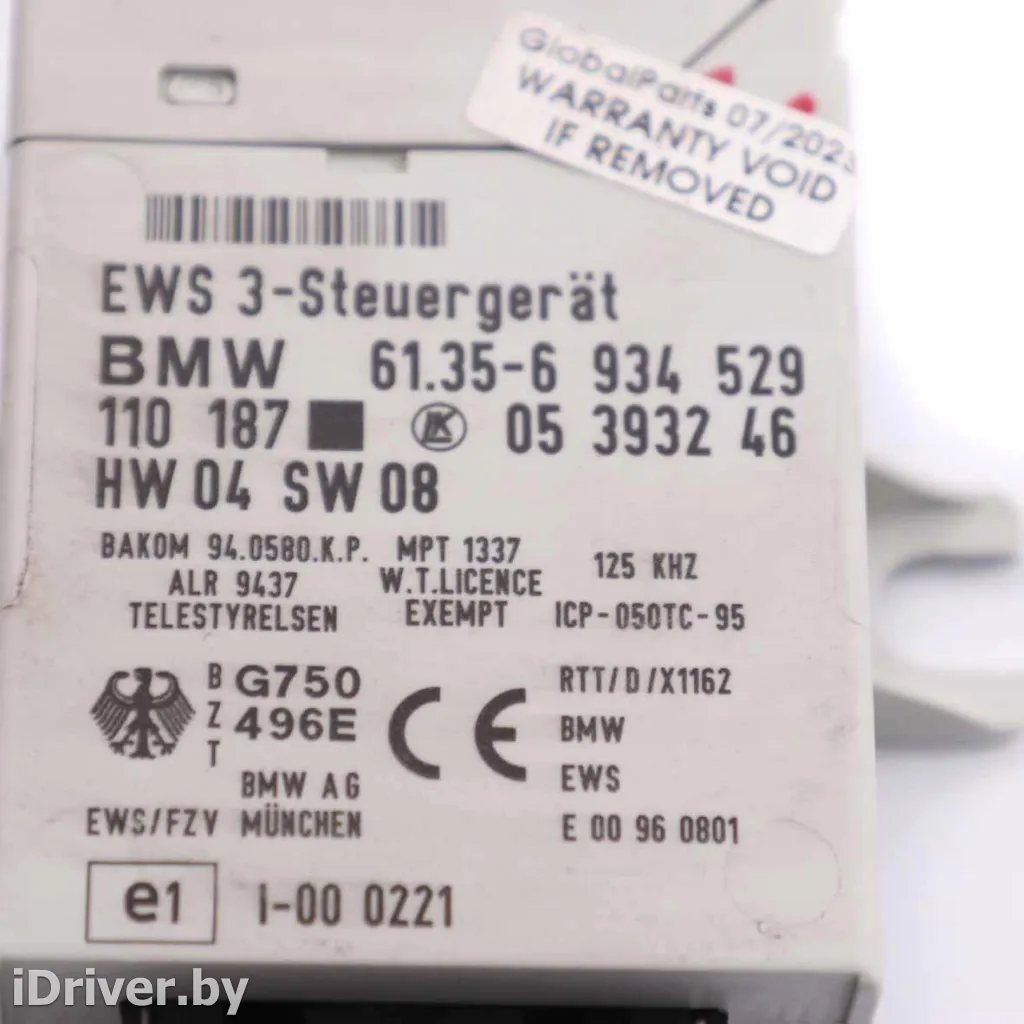 GlobalParts 07/2023
WARRANTY VOID
IF REMOVED
EWS 3-Steuergerät
BMW 61.35-6 934 529
110 187 LK 05 3932 46
HW 04 SW 08
BAKOM 94.0580.K.P. MPT 1337 125 KHZ
ALR 9437 W.T.LICENCE
TELESTYRELSEN EXEMPT ICP-050TC-95
BZT G750 496E CE RTT/D/X1162
BMW
BMW AG EWS
EWS/FZV MÜNCHEN E 00 96 0801
e1 I-00 0221
iDriver.by